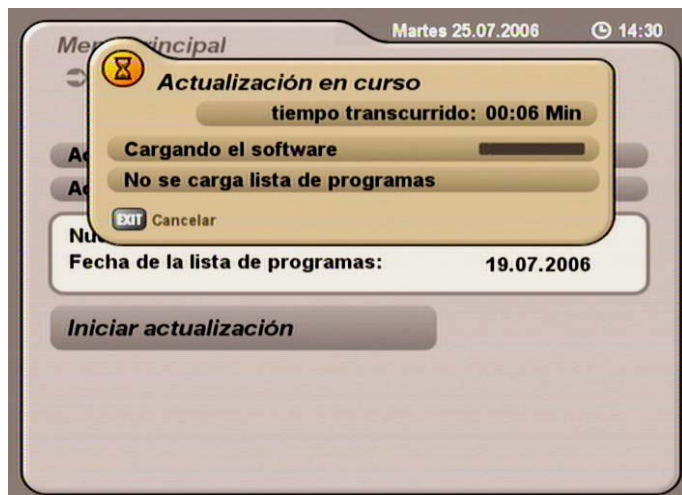 Martes 25.07.2006 14:30
Actualización en curso
tiempo transcurrido: 00:06 Min
Cargando el software
No se carga lista de programas
EXIT Cancelar
Fecha de la lista de programas: 19.07.2006
Iniciar actualización